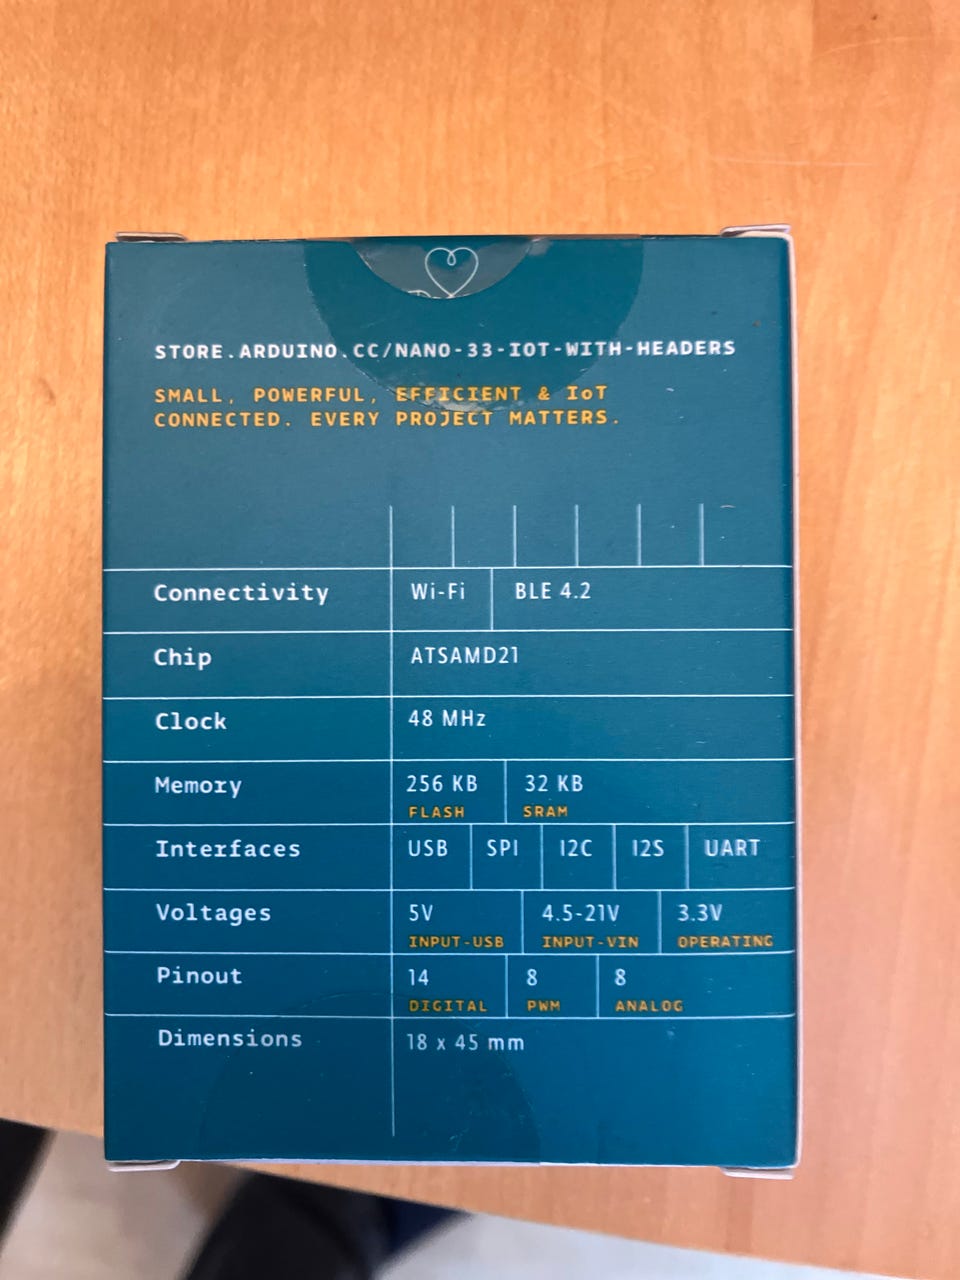 STORE.ARDUINO.CC/NANO-33-IOT-WITH-HEADERS
SMALL, POWERFUL, EFFICIENT & IoT
CONNECTED. EVERY PROJECT MATTERS.
Connectivity Wi-Fi BLE 4.2
Chip ATSAMD21
Clock 48 MHz
Memory 256 KB 32 KB
FLASH SRAM
Interfaces USB SPI I2C I2S UART
Voltages 5V 4.5-21V 3.3V
INPUT-USB INPUT-VIN OPERATING
Pinout 14 8 8
DIGITAL PWM ANALOG
Dimensions 18 x 45 mm